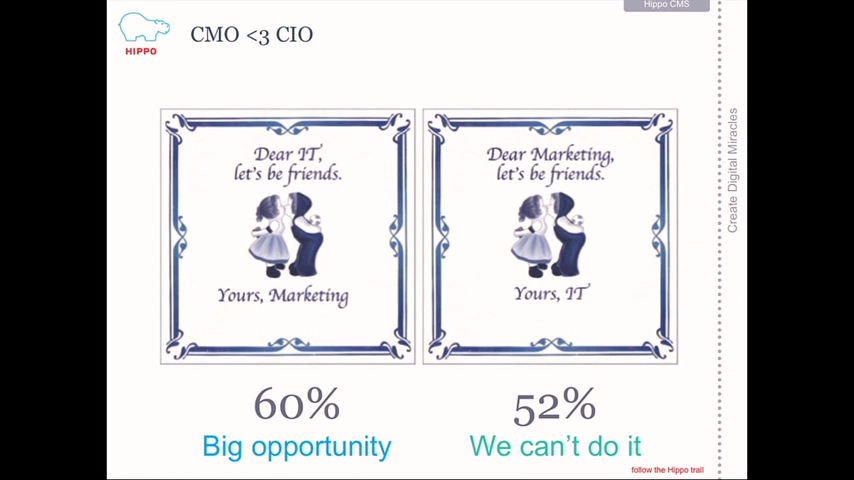 Hippo CMS
HIPPO
CMO <3 CIO
Create Digital Miracles
Dear IT,
let's be friends.
Yours, Marketing
Dear Marketing,
let's be friends.
Yours, IT
60%
Big opportunity
52%
We can't do it
follow the Hippo trail